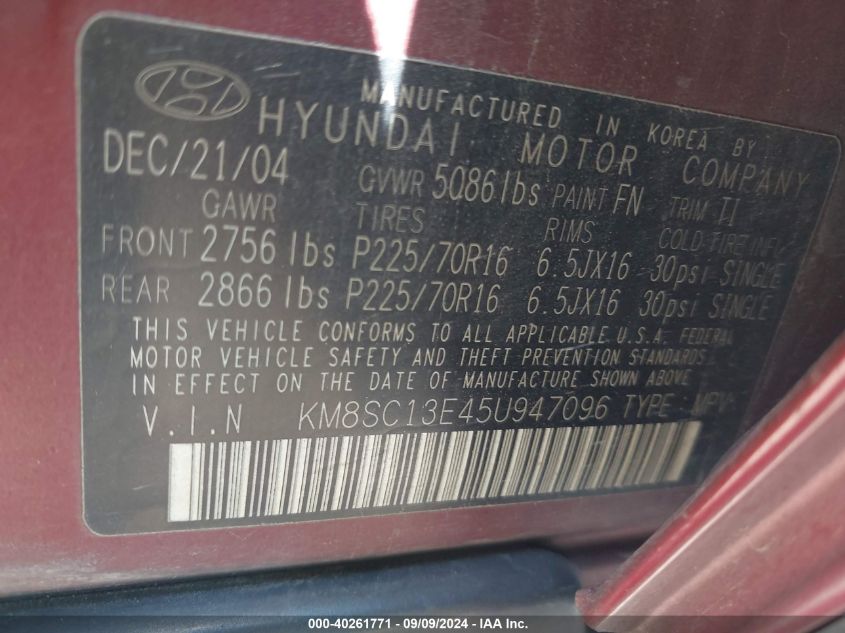 MANUFACTURED IN KOREA BY
HYUNDAI MOTOR COMPANY
DEC/21/04 GVWR 5086lbs PAINT FN TRIM II
GAWR TIRES RIMS COLD TIRE INFL
FRONT 2756 lbs P225/70R16 6.5JX16 30psi SINGLE
REAR 2866 lbs P225/70R16 6.5JX16 30psi SINGLE
THIS VEHICLE CONFORMS TO ALL APPLICABLE U.S.A. FEDERAL
MOTOR VEHICLE SAFETY AND THEFT PREVENTION STANDARDS
IN EFFECT ON THE DATE OF MANUFACTURE SHOWN ABOVE.
V.I.N KM8SC13E45U947096 TYPE MPV
000-40261771 - 09/09/2024 - IAA Inc.